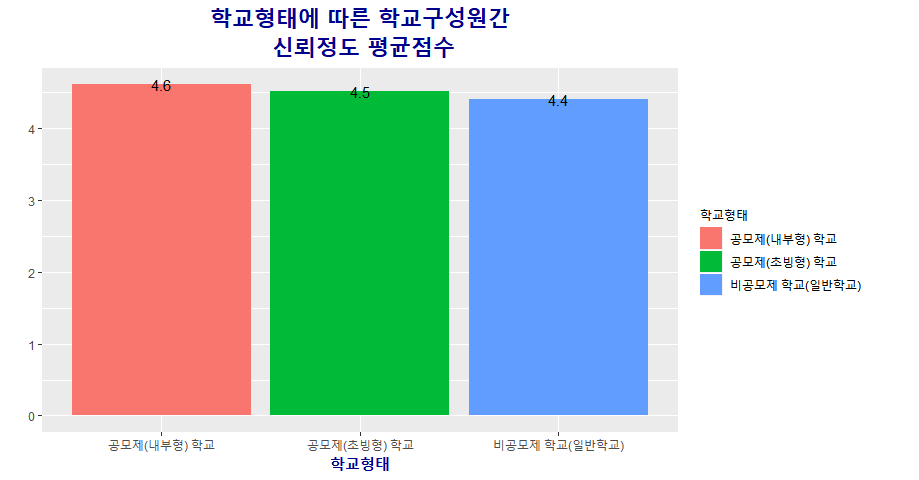 학교형태에 따른 학교구성원간
신뢰정도 평균점수
4.6
4.5
4.4
4
3
2
1
0
공모제(내부형) 학교
공모제(초빙형) 학교
비공모제 학교(일반학교)
학교형태
학교형태
공모제(내부형) 학교
공모제(초빙형) 학교
비공모제 학교(일반학교)